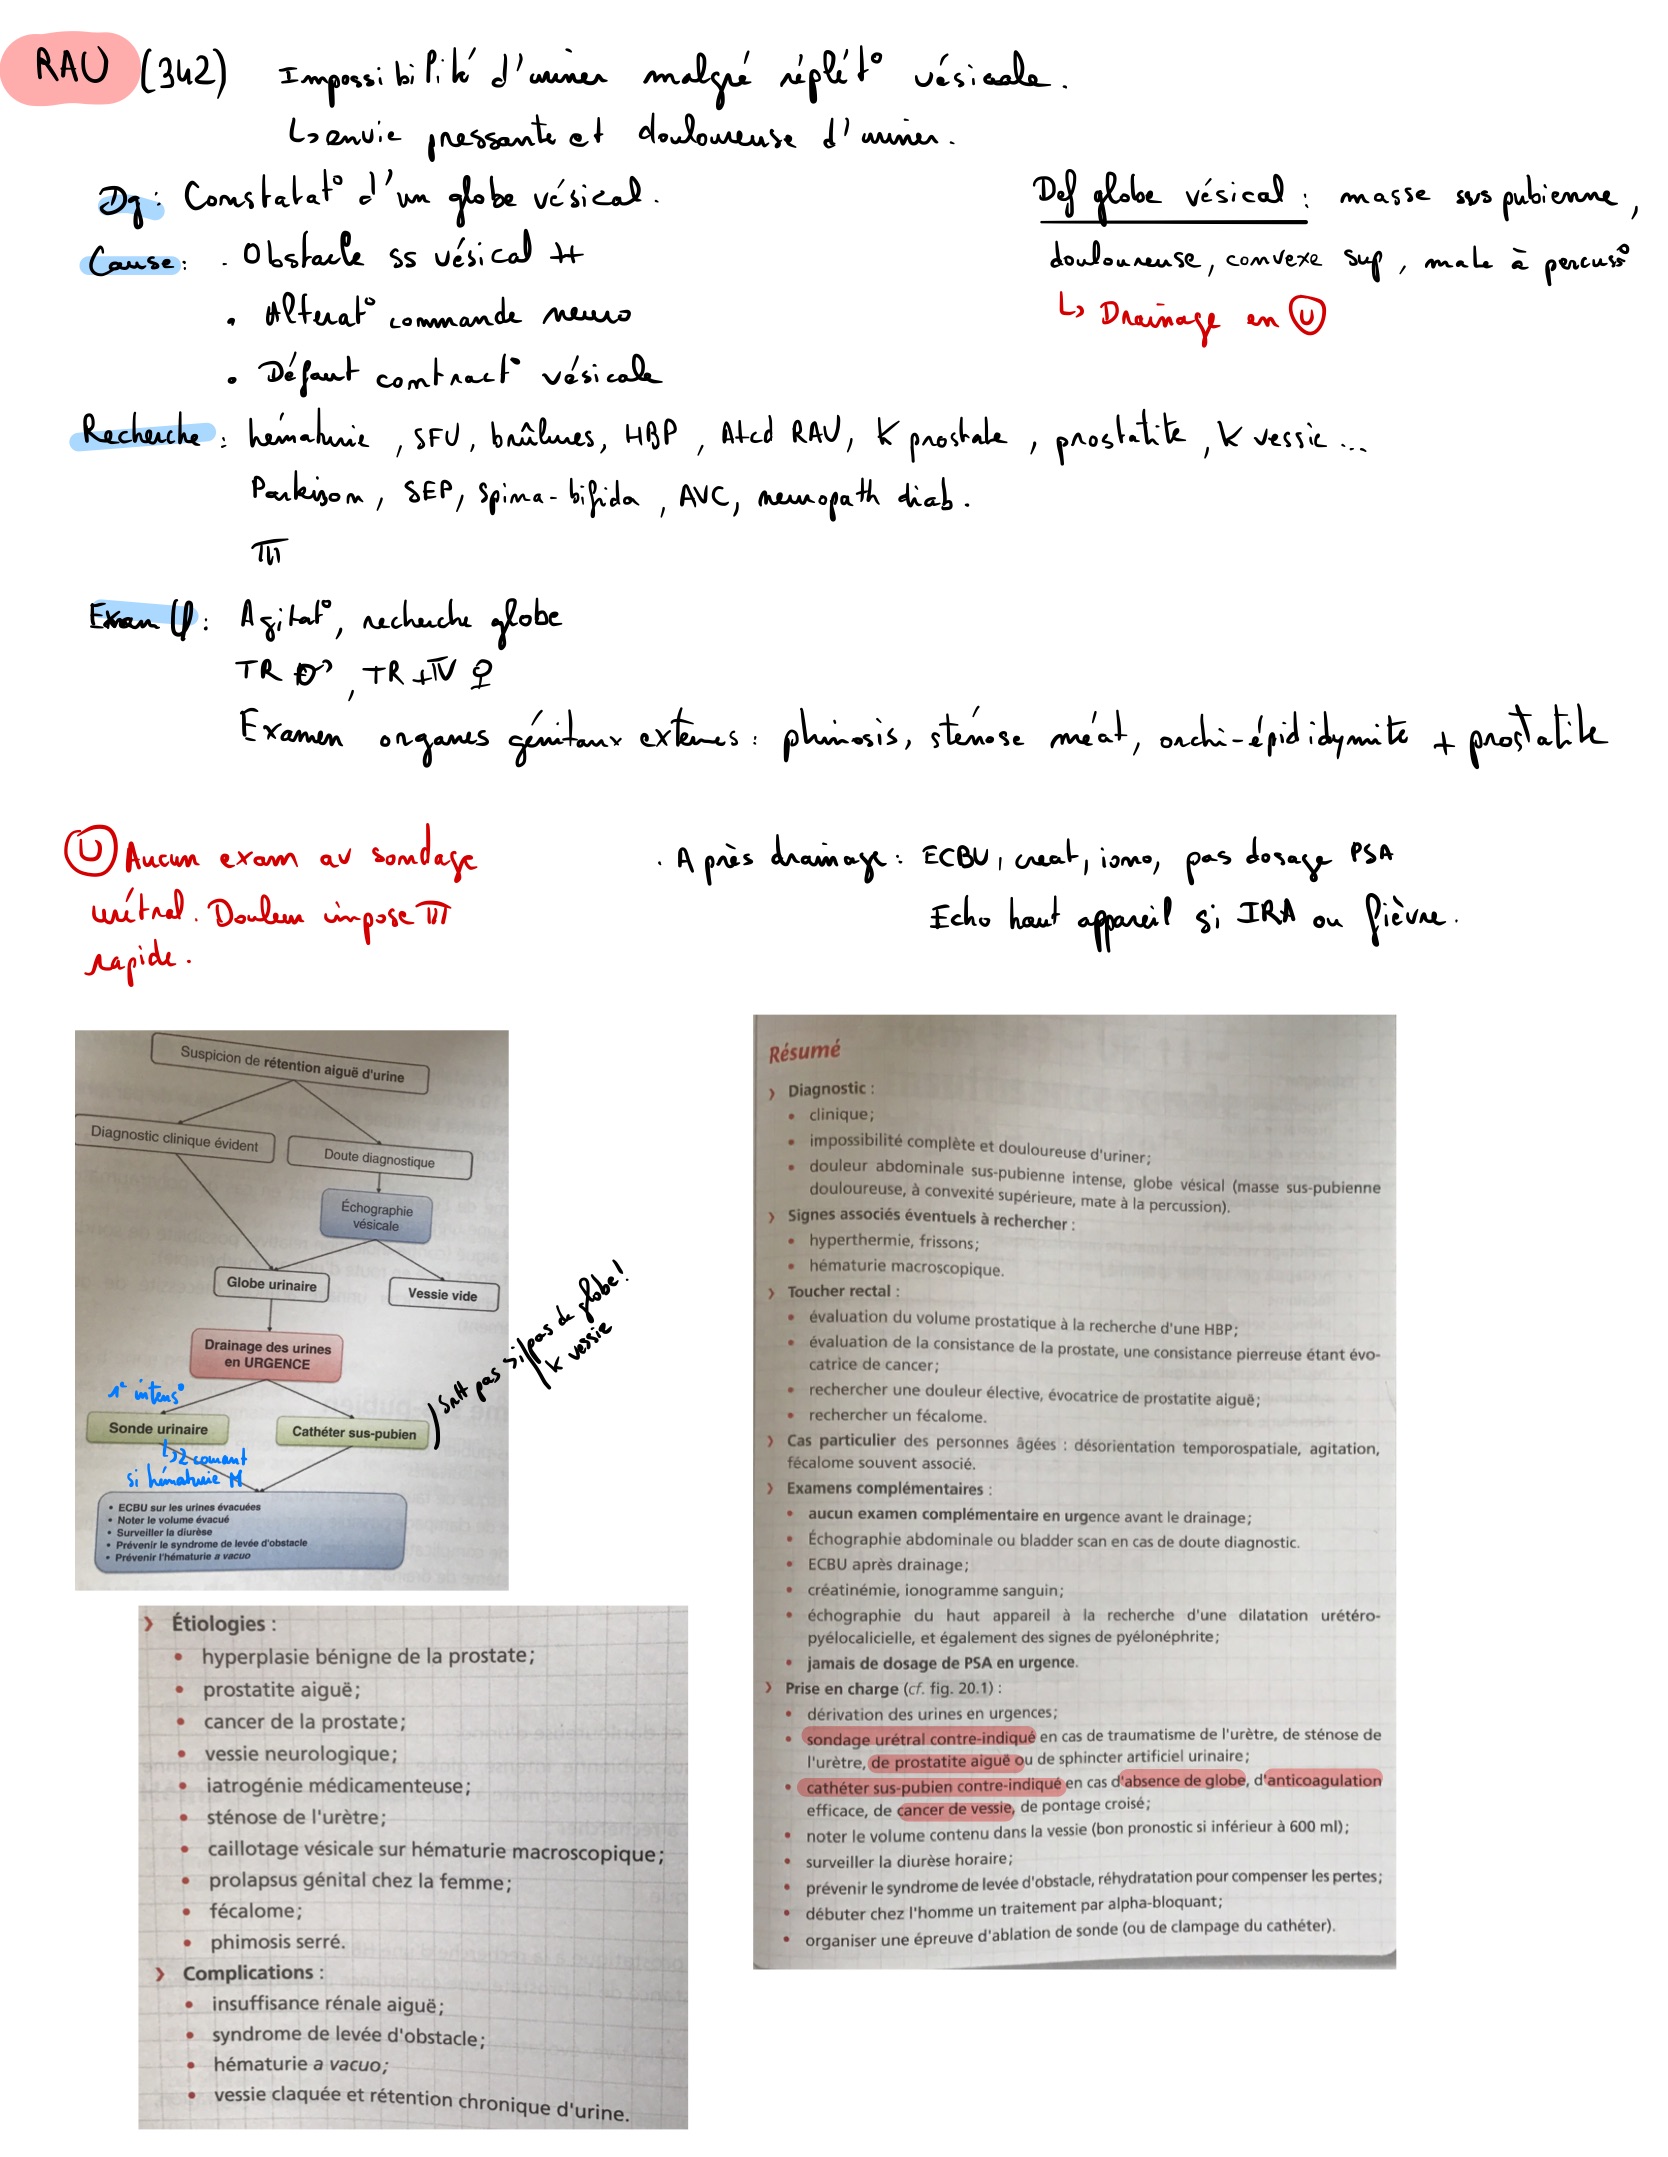 RAU (342) Impossibilité d'uriner malgré réplét° vésicale.
↳ envie pressante et douloureuse d'uriner.
Dg : Constatat° d'un globe vésical.
Def globe vésical : masse sus pubienne,
douloureuse, convexe sup, mate à percuss°
↳ Drainage en Ⓤ
Cause : . Obstacle ss vésical ++
• Alterat° commande neuro
• Défaut contract° vésicale
Recherche : hématurie, SFU, brûlures, HBP, Atcd RAU, K prostate, prostatite, K vessie ...
Parkison, SEP, spina-bifida, AVC, neuropath diab.
TTT
Exam Ψ : Agitat°, recherche globe
TR ♂, TR + TV ♀
Examen organes génitaux externes : phimosis, sténose méat, orchi-épididymite + prostatite
Ⓤ Aucun exam av sondage
urétral. Douleur impose TTT
rapide.
. Après drainage : ECBU, creat, iono, pas dosage PSA
Echo haut appareil si IRA ou fièvre.
Suspicion de rétention aiguë d'urine
Diagnostic clinique évident
Doute diagnostique
Échographie
vésicale
Globe urinaire
Vessie vide
Drainage des urines
en URGENCE
1° intens°
Sonde urinaire
Cathéter sus-pubien
↳ 2 courant
si hématurie M
) Sntt pas si pas de globe!
K vessie
• ECBU sur les urines évacuées
• Noter le volume évacué
• Surveiller la diurèse
• Prévenir le syndrome de levée d'obstacle
• Prévenir l'hématurie a vacuo
› Étiologies :
• hyperplasie bénigne de la prostate;
• prostatite aiguë;
• cancer de la prostate;
• vessie neurologique;
• iatrogénie médicamenteuse;
• sténose de l'urètre;
• caillotage vésicale sur hématurie macroscopique;
• prolapsus génital chez la femme;
• fécalome;
• phimosis serré.
› Complications :
• insuffisance rénale aiguë;
• syndrome de levée d'obstacle;
• hématurie a vacuo;
• vessie claquée et rétention chronique d'urine.
Résumé
› Diagnostic :
• clinique;
• impossibilité complète et douloureuse d'uriner;
• douleur abdominale sus-pubienne intense, globe vésical (masse sus-pubienne
douloureuse, à convexité supérieure, mate à la percussion).
› Signes associés éventuels à rechercher :
• hyperthermie, frissons;
• hématurie macroscopique.
› Toucher rectal :
• évaluation du volume prostatique à la recherche d'une HBP;
• évaluation de la consistance de la prostate, une consistance pierreuse étant évo-
catrice de cancer;
• rechercher une douleur élective, évocatrice de prostatite aiguë;
• rechercher un fécalome.
› Cas particulier des personnes âgées : désorientation temporospatiale, agitation,
fécalome souvent associé.
› Examens complémentaires :
• aucun examen complémentaire en urgence avant le drainage;
• Échographie abdominale ou bladder scan en cas de doute diagnostic.
• ECBU après drainage;
• créatinémie, ionogramme sanguin;
• échographie du haut appareil à la recherche d'une dilatation urétéro-
pyélocalicielle, et également des signes de pyélonéphrite;
• jamais de dosage de PSA en urgence.
› Prise en charge (cf. fig. 20.1) :
• dérivation des urines en urgences;
• sondage urétral contre-indiqué en cas de traumatisme de l'urètre, de sténose de
l'urètre, de prostatite aiguë ou de sphincter artificiel urinaire;
• cathéter sus-pubien contre-indiqué en cas d'absence de globe, d'anticoagulation
efficace, de cancer de vessie, de pontage croisé;
• noter le volume contenu dans la vessie (bon pronostic si inférieur à 600 ml);
• surveiller la diurèse horaire;
• prévenir le syndrome de levée d'obstacle, réhydratation pour compenser les pertes;
• débuter chez l'homme un traitement par alpha-bloquant;
• organiser une épreuve d'ablation de sonde (ou de clampage du cathéter).